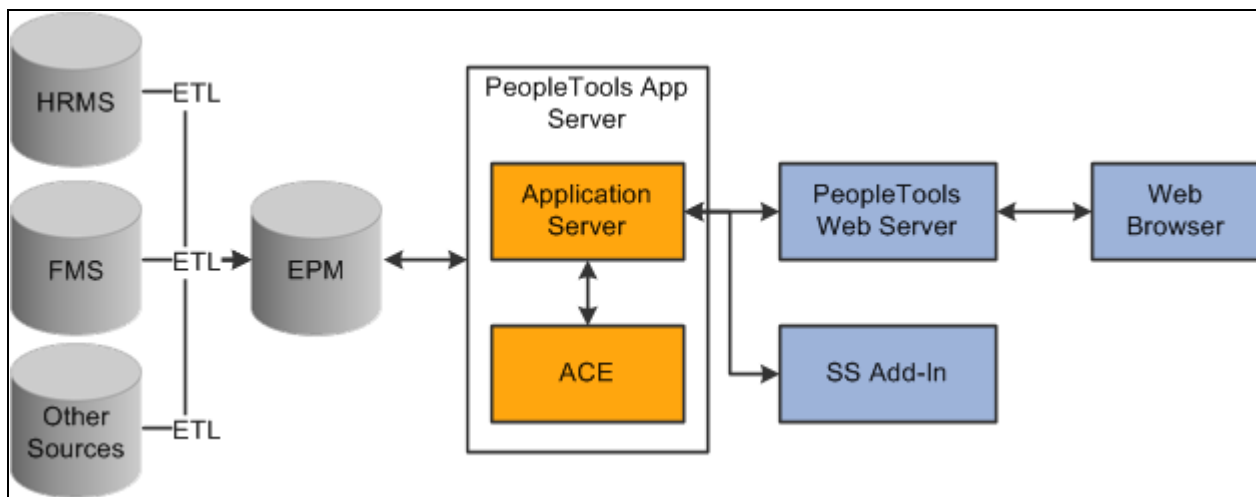 HRMS
ETL
FMS
ETL
Other
Sources
ETL
EPM
PeopleTools App
Server
Application
Server
ACE
PeopleTools
Web Server
SS Add-In
Web
Browser